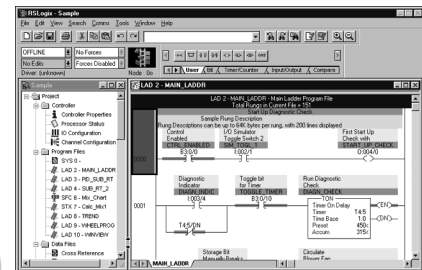 RSLogix - Sample
File Edit View Search Comms Tools Window Help
OFFLINE No Forces
No Edits Forces Disabled
Driver: (unknown) Node: 0o
User Bit Timer/Counter Input/Output Compare
Sample
Project
Controller
Controller Properties
Processor Status
IO Configuration
Channel Configuration
Program Files
SYS 0 -
LAD 2 - MAIN_LADDR
LAD 3 - PID_SUB_RT
LAD 4 - SUB_RT_2
SFC 6 - Mix_Chart
STX 7 - Calc_Mix1
LAD 8 - TREND
LAD 9 - WHEELPROG
LAD 10 - WINVIEW
Data Files
Cross Reference
LAD 2 - MAIN_LADDR
LAD 2 - MAIN_LADDR - Main Ladder Program File
Total Rungs in Current File = 151
Start Up Diagnostic Check
Sample Rung Description
Rung Descriptions can be up to 64K bytes per rung, with 200 lines displayed
Control Enabled
CTRL_ENABLED
B3:0/0
I/O Simulator Toggle Switch 2
SIM_TOGL_1
I:002/1
First Start Up Check with
START_UP_CHECK
O:004/0
0000
Diagnostic Indicator
DIAGN_INDIC
I:003/4
Toggle bit for Timer
TOGGLE_TIMER
B3:0/10
Run Diagnostic Check
DIAGN_CHECK
TON
0001
Timer On Delay
Timer T4:5
Time Base 1.0
Preset 450<
Accum 315<
EN
DN
T4:5/DN
Storage Bit
Manually Break
Circulate
Blower Fan
MAIN_LADDR